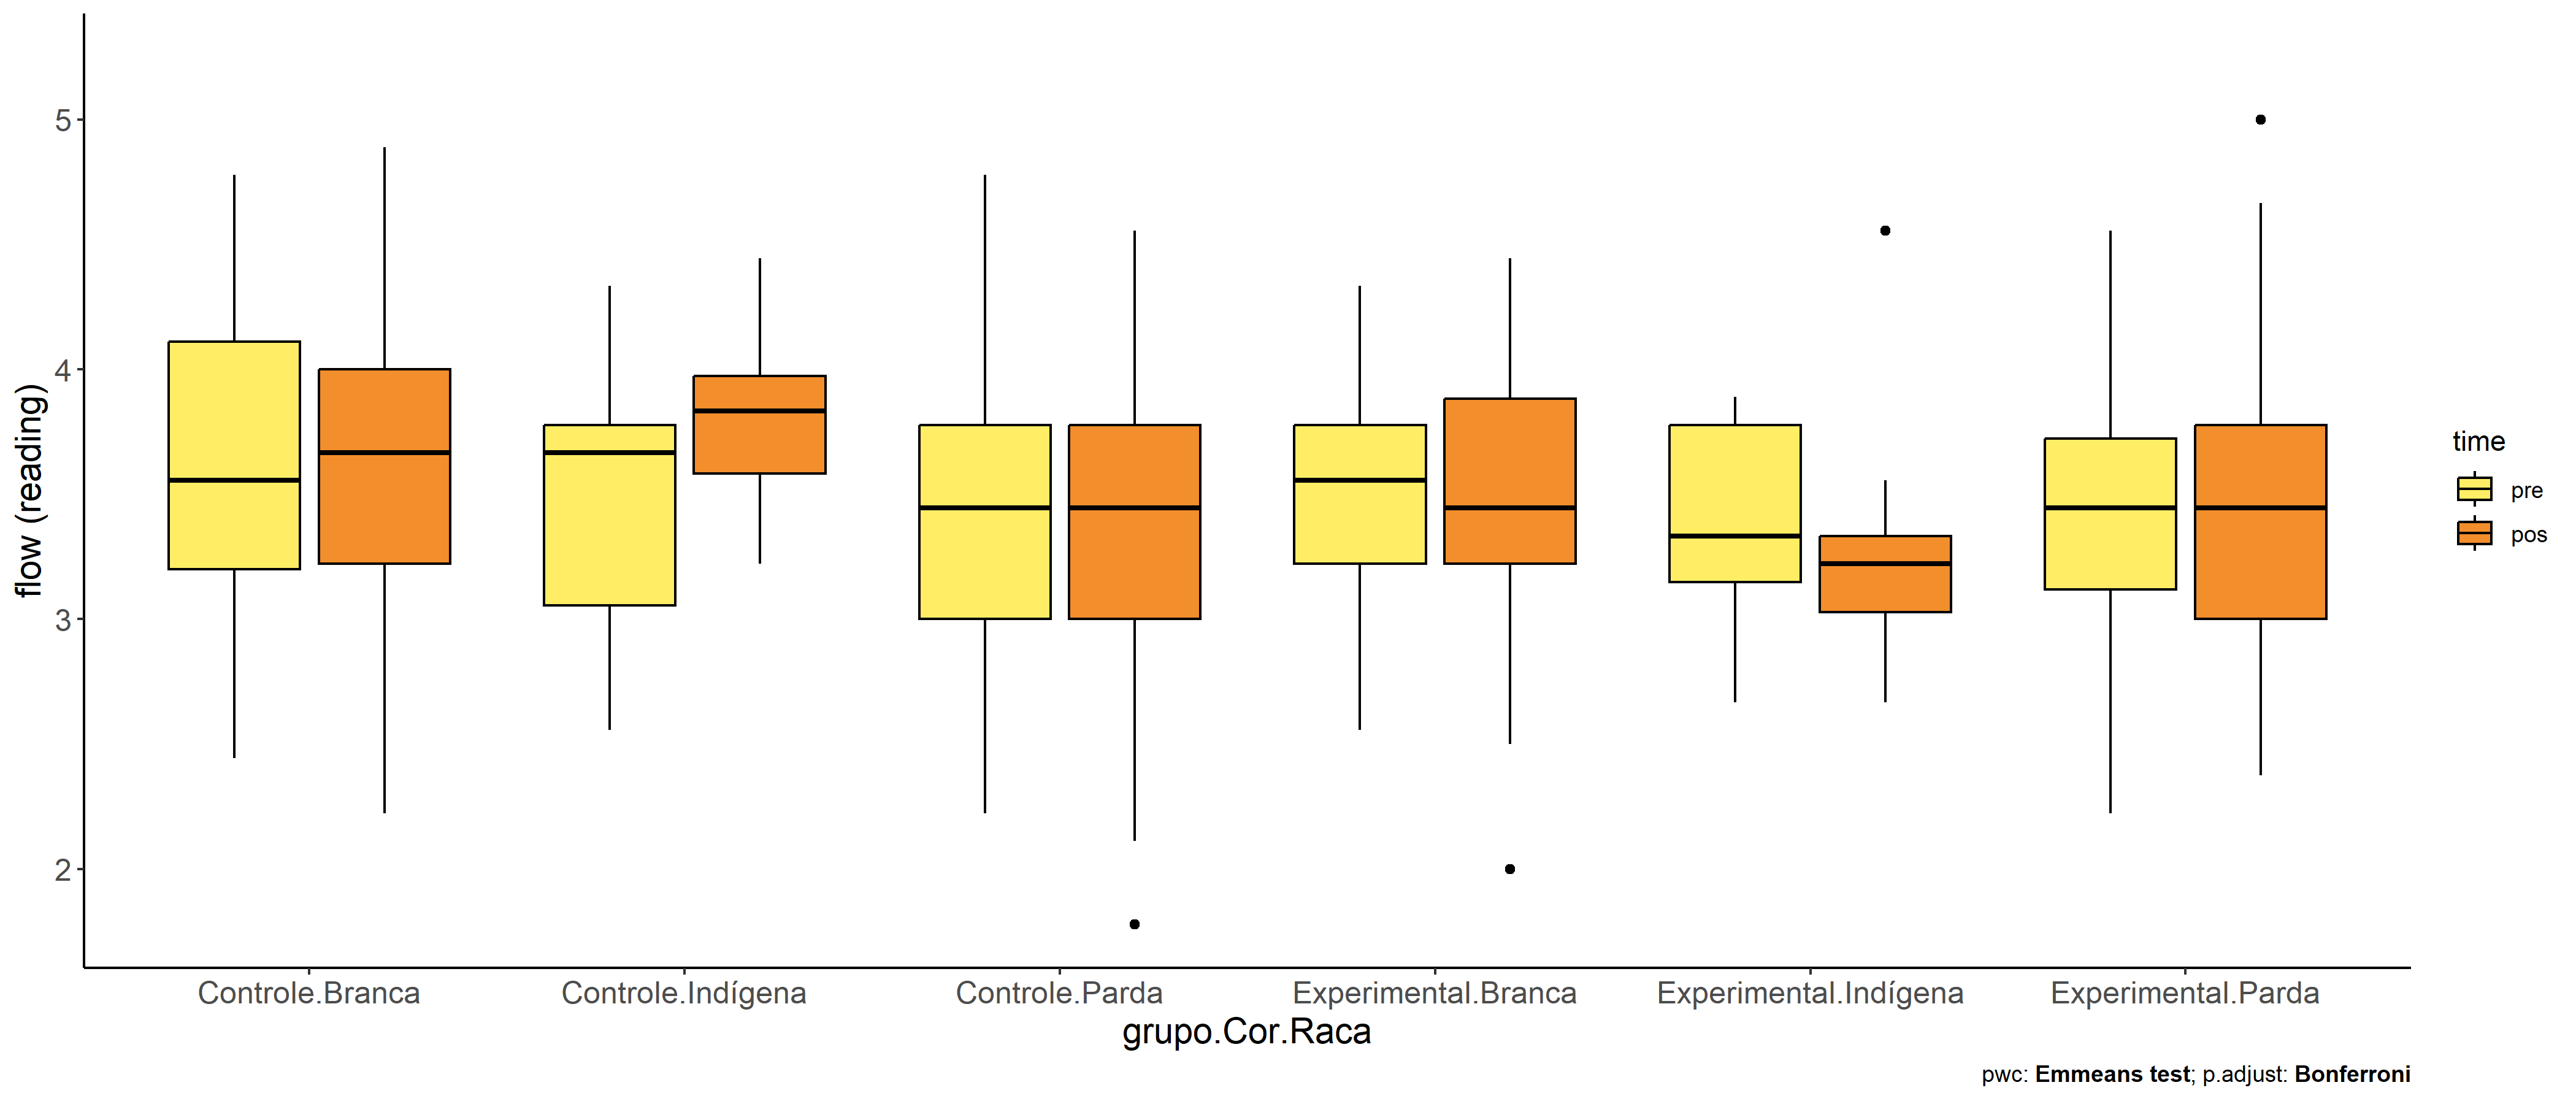 flow (reading)
5
4
3
2
Controle.Branca
Controle.Indígena
Controle.Parda
Experimental.Branca
Experimental.Indígena
Experimental.Parda
grupo.Cor.Raca
time
pre
pos
pwc: Emmeans test; p.adjust: Bonferroni